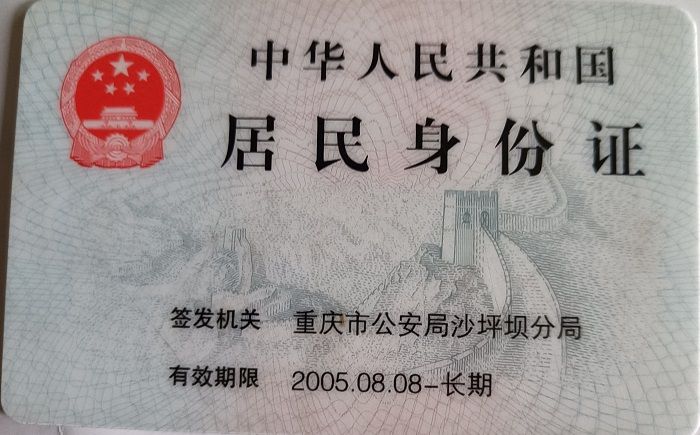 中华人民共和国
居民身份证
签发机关 重庆市公安局沙坪坝分局
有效期限 2005.08.08-长期